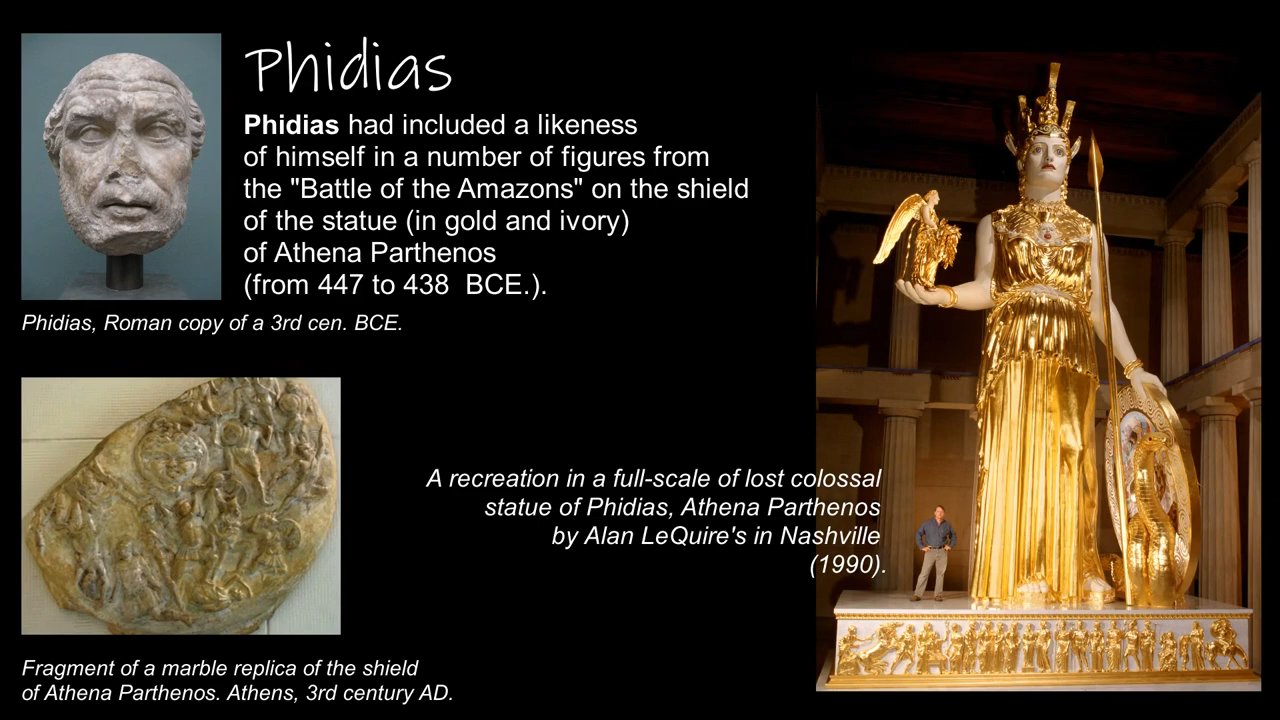 Phidias
Phidias had included a likeness
of himself in a number of figures from
the "Battle of the Amazons" on the shield
of the statue (in gold and ivory)
of Athena Parthenos
(from 447 to 438  BCE.).
Phidias, Roman copy of a 3rd cen. BCE.
A recreation in a full-scale of lost colossal
statue of Phidias, Athena Parthenos
by Alan LeQuire's in Nashville
(1990).
Fragment of a marble replica of the shield
of Athena Parthenos. Athens, 3rd century AD.